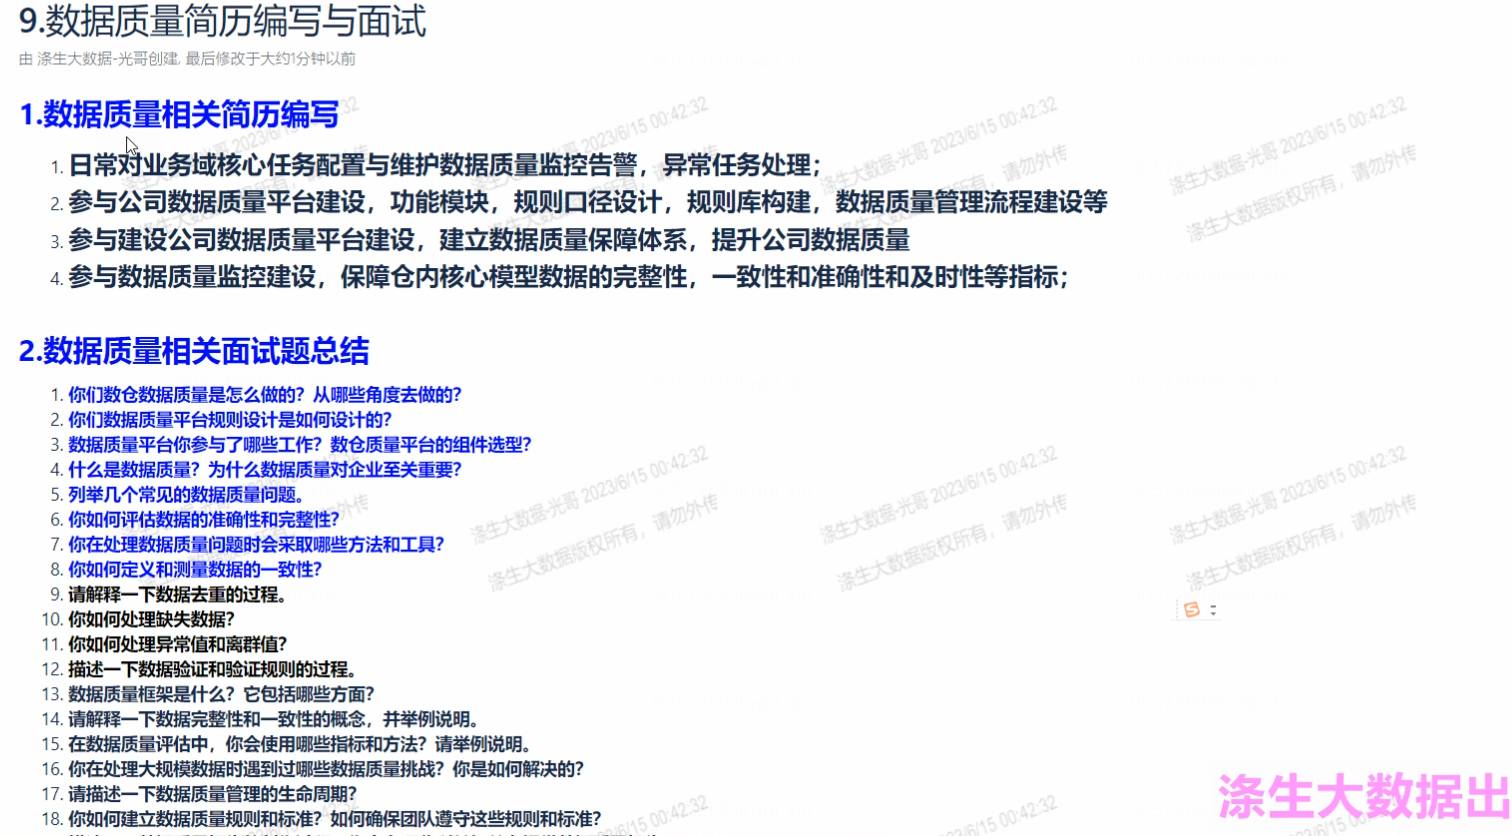 9.数据质量简历编写与面试
由 涤生大数据-光哥创建, 最后修改于大约1分钟以前
1.数据质量相关简历编写
1. 日常对业务域核心任务配置与维护数据质量监控告警，异常任务处理；
2. 参与公司数据质量平台建设，功能模块，规则口径设计，规则库构建，数据质量管理流程建设等
3. 参与建设公司数据质量平台建设，建立数据质量保障体系，提升公司数据质量
4. 参与数据质量监控建设，保障仓内核心模型数据的完整性，一致性和准确性和及时性等指标；
2.数据质量相关面试题总结
1. 你们数仓数据质量是怎么做的？从哪些角度去做的？
2. 你们数据质量平台规则设计是如何设计的？
3. 数据质量平台你参与了哪些工作？数仓质量平台的组件选型？
4. 什么是数据质量？为什么数据质量对企业至关重要？
5. 列举几个常见的数据质量问题。
6. 你如何评估数据的准确性和完整性？
7. 你在处理数据质量问题时会采取哪些方法和工具？
8. 你如何定义和测量数据的一致性？
9. 请解释一下数据去重的过程。
10. 你如何处理缺失数据？
11. 你如何处理异常值和离群值？
12. 描述一下数据验证和验证规则的过程。
13. 数据质量框架是什么？它包括哪些方面？
14. 请解释一下数据完整性和一致性的概念，并举例说明。
15. 在数据质量评估中，你会使用哪些指标和方法？请举例说明。
16. 你在处理大规模数据时遇到过哪些数据质量挑战？你是如何解决的？
17. 请描述一下数据质量管理的生命周期？
18. 你如何建立数据质量规则和标准？如何确保团队遵守这些规则和标准？
涤生大数据-光哥 2023/6/15 00:42:32
涤生大数据版权所有，请勿外传
涤生大数据出